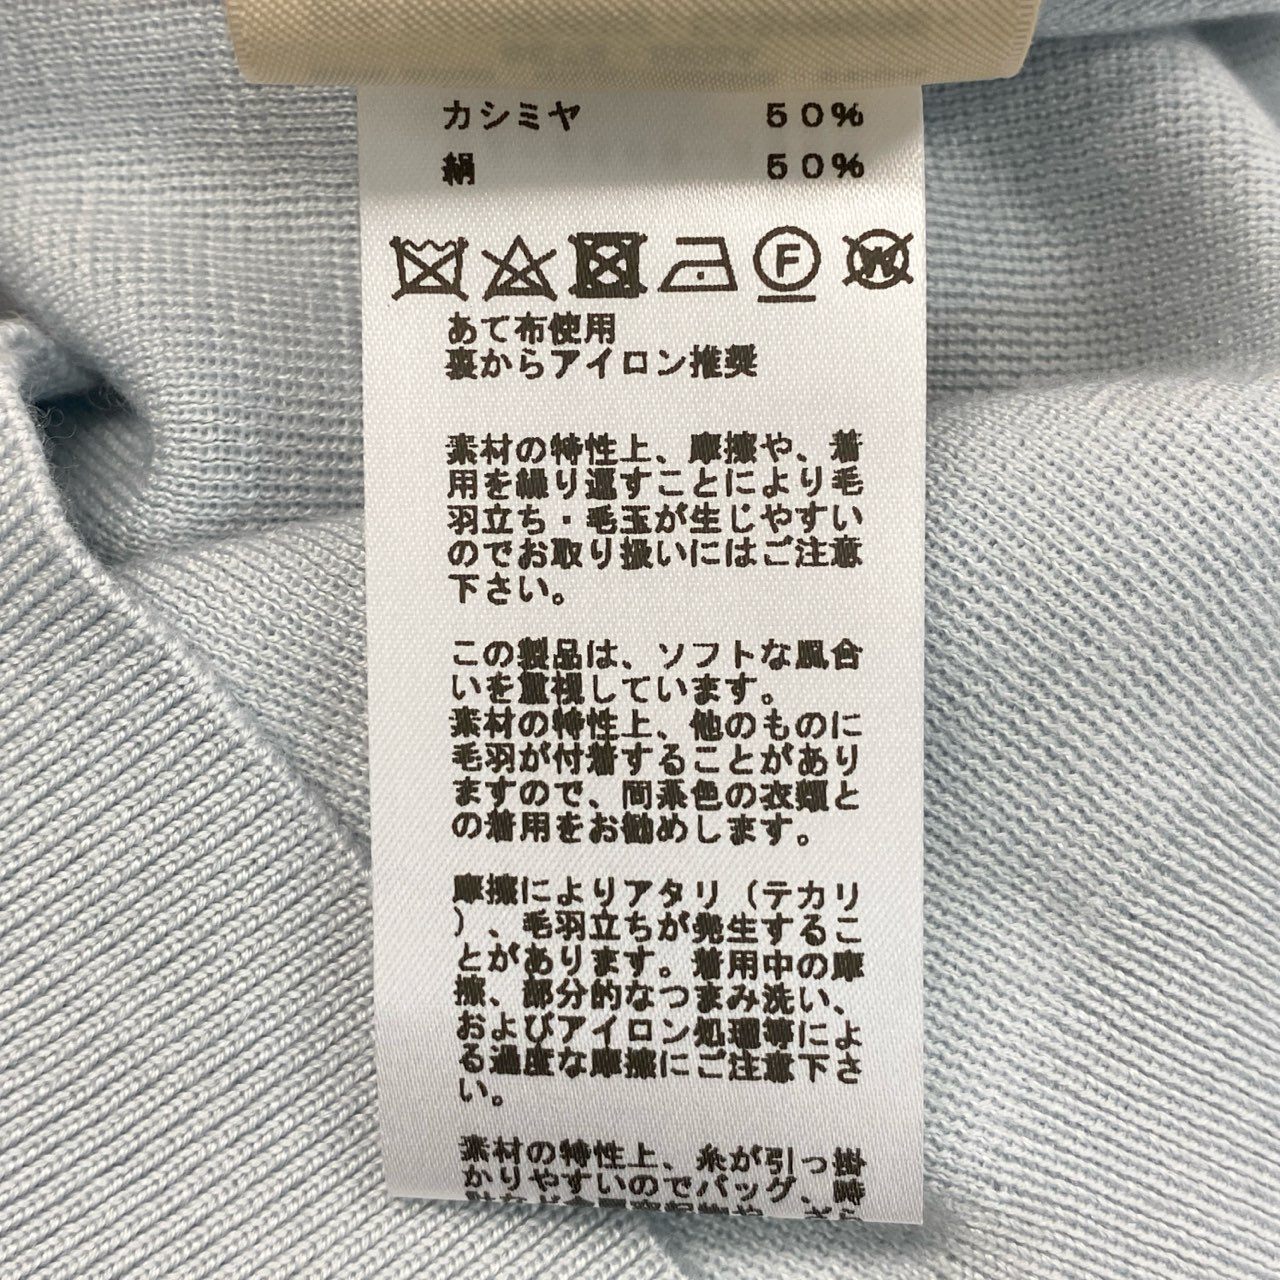 カシミヤ 50%
絹 50%
F
W
あて布使用
裏からアイロン推奨
素材の特性上、摩擦や、着
用を繰り返すことにより毛
羽立ち・毛玉が生じやすい
のでお取り扱いにはご注意
下さい。
この製品は、ソフトな風合
いを重視しています。
素材の特性上、他のものに
毛羽が付着することがあり
ますので、同系色の衣類と
の着用をお勧めします。
摩擦によりアタリ（テカリ
）、毛羽立ちが発生するこ
とがあります。着用中の摩
擦、部分的なつまみ洗い、
およびアイロン処理等によ
る過度な摩擦にご注意下さ
い。
素材の特性上、糸が引っ掛
かりやすいのでバッグ、時